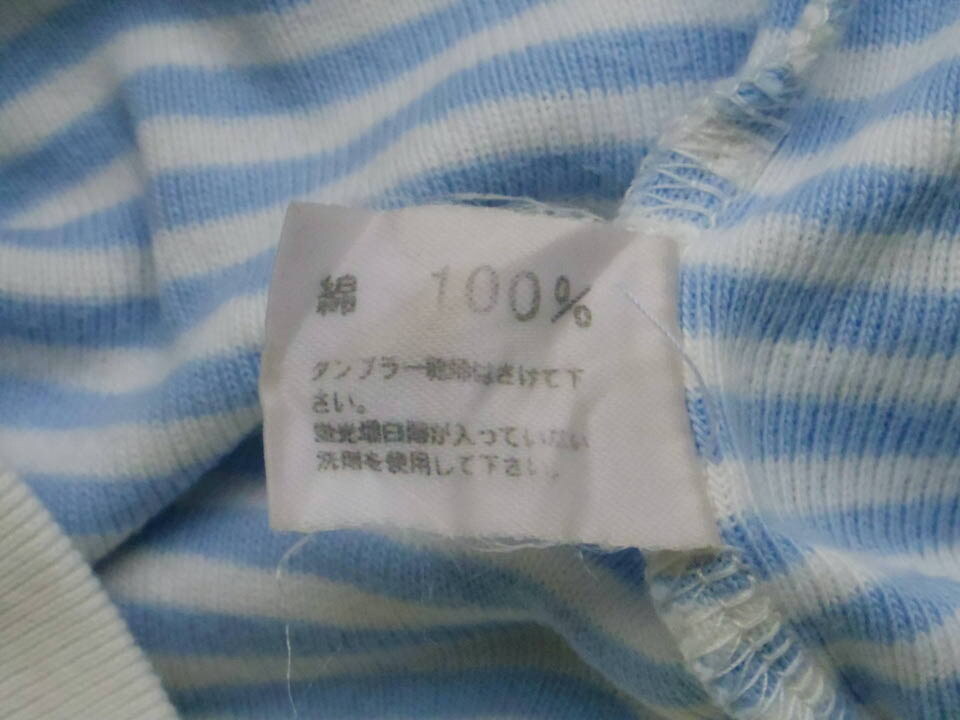 綿 100%
タンブラー乾燥はさけて下
さい。
蛍光増白剤が入っていない
洗剤を使用して下さい。